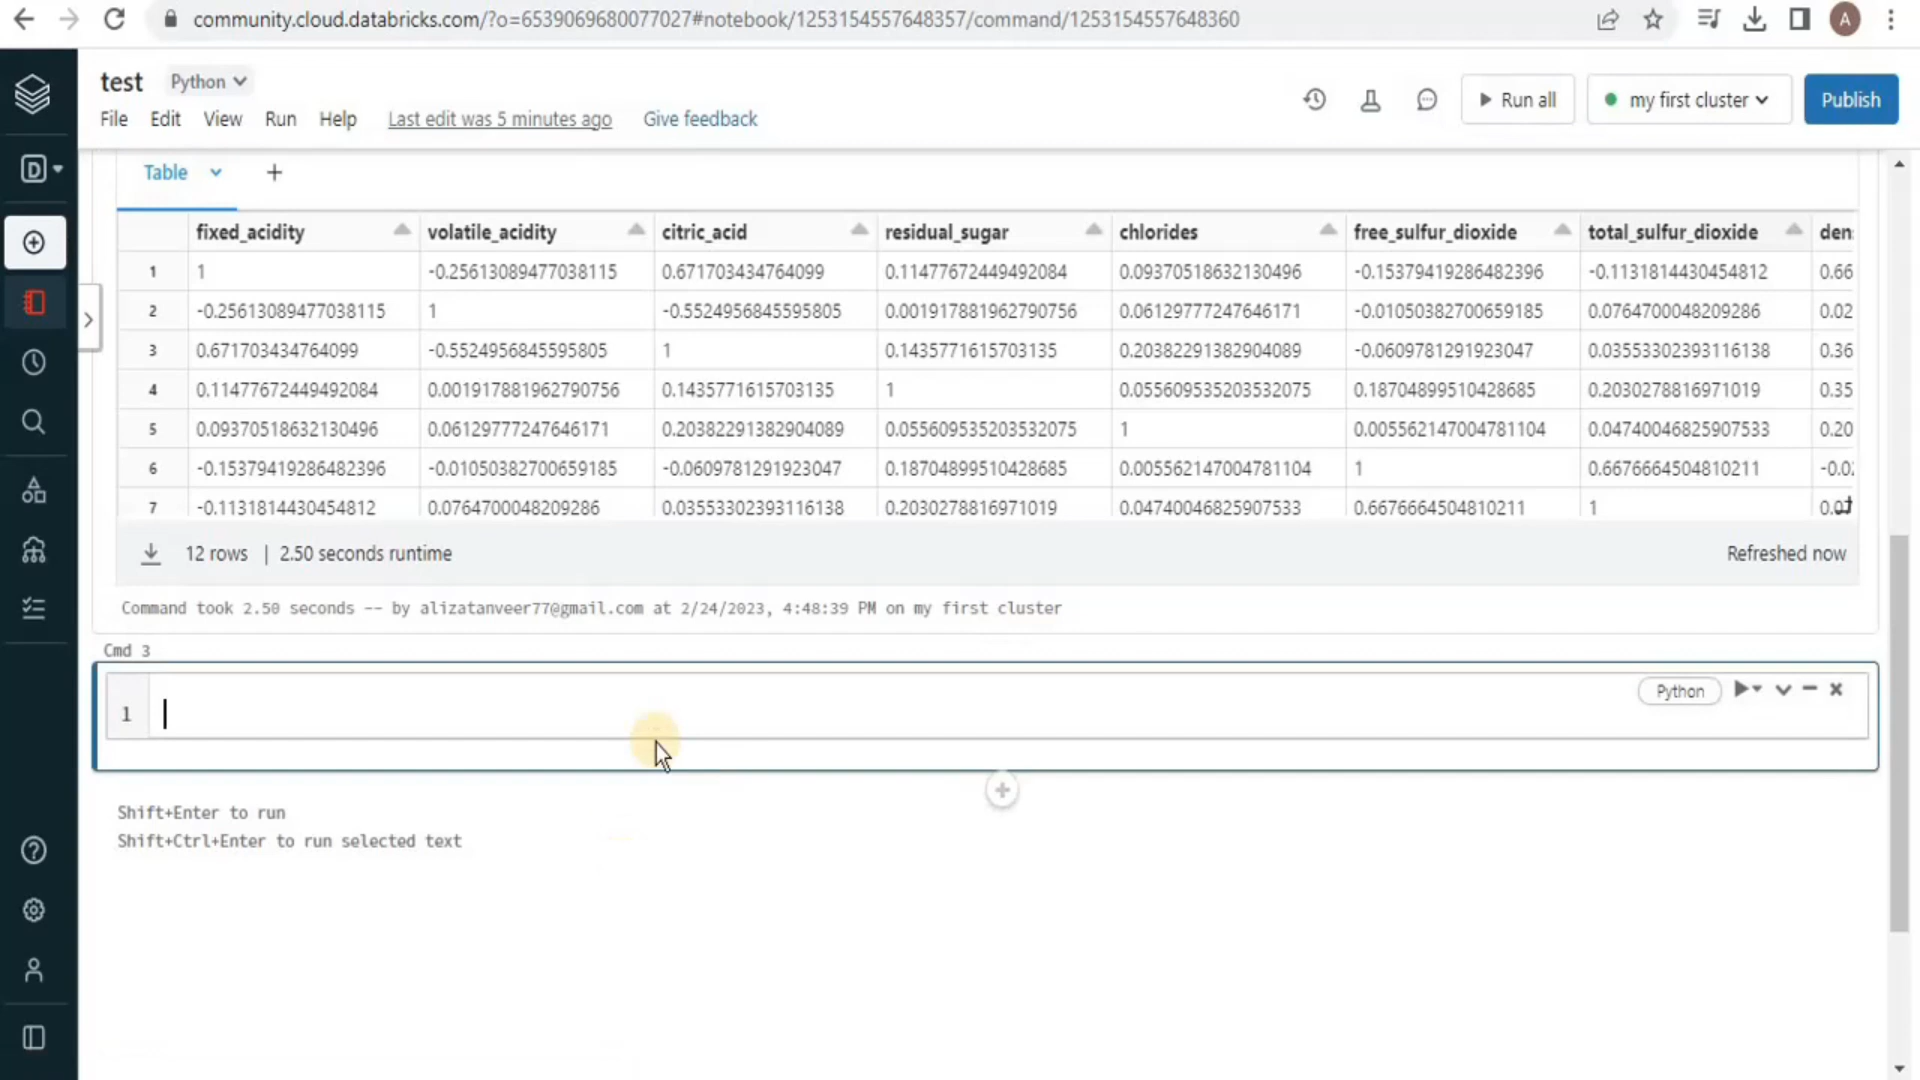 community.cloud.databricks.com/?o=6539069680077027#notebook/1253154557648357/command/1253154557648360
A
test Python
File Edit View Run Help Last edit was 5 minutes ago Give feedback
Run all my first cluster Publish
D
Table +
fixed_acidity volatile_acidity citric_acid residual_sugar chlorides free_sulfur_dioxide total_sulfur_dioxide den
1 1 -0.25613089477038115 0.671703434764099 0.11477672449492084 0.09370518632130496 -0.15379419286482396 -0.1131814430454812 0.66
2 -0.25613089477038115 1 -0.5524956845595805 0.001917881962790756 0.06129777247646171 -0.01050382700659185 0.0764700048209286 0.02
3 0.671703434764099 -0.5524956845595805 1 0.1435771615703135 0.20382291382904089 -0.0609781291923047 0.03553302393116138 0.36
4 0.11477672449492084 0.001917881962790756 0.1435771615703135 1 0.0556095352035320​75 0.18704899510428685 0.2030278816971019 0.35
5 0.09370518632130496 0.06129777247646171 0.20382291382904089 0.055609535203532075 1 0.005562147004781104 0.04740046825907533 0.20
6 -0.15379419286482396 -0.01050382700659185 -0.0609781291923047 0.18704899510428685 0.005562147004781104 1 0.6676664504810211 -0.0
7 -0.1131814430454812 0.0764700048209286 0.03553302393116138 0.2030278816971019 0.04740046825907533 0.6676664504810211 1
12 rows | 2.50 seconds runtime Refreshed now
Command took 2.50 seconds -- by alizatanveer77@gmail.com at 2/24/2023, 4:48:39 PM on my first cluster
Cmd 3
1 Python
Shift+Enter to run
Shift+Ctrl+Enter to run selected text